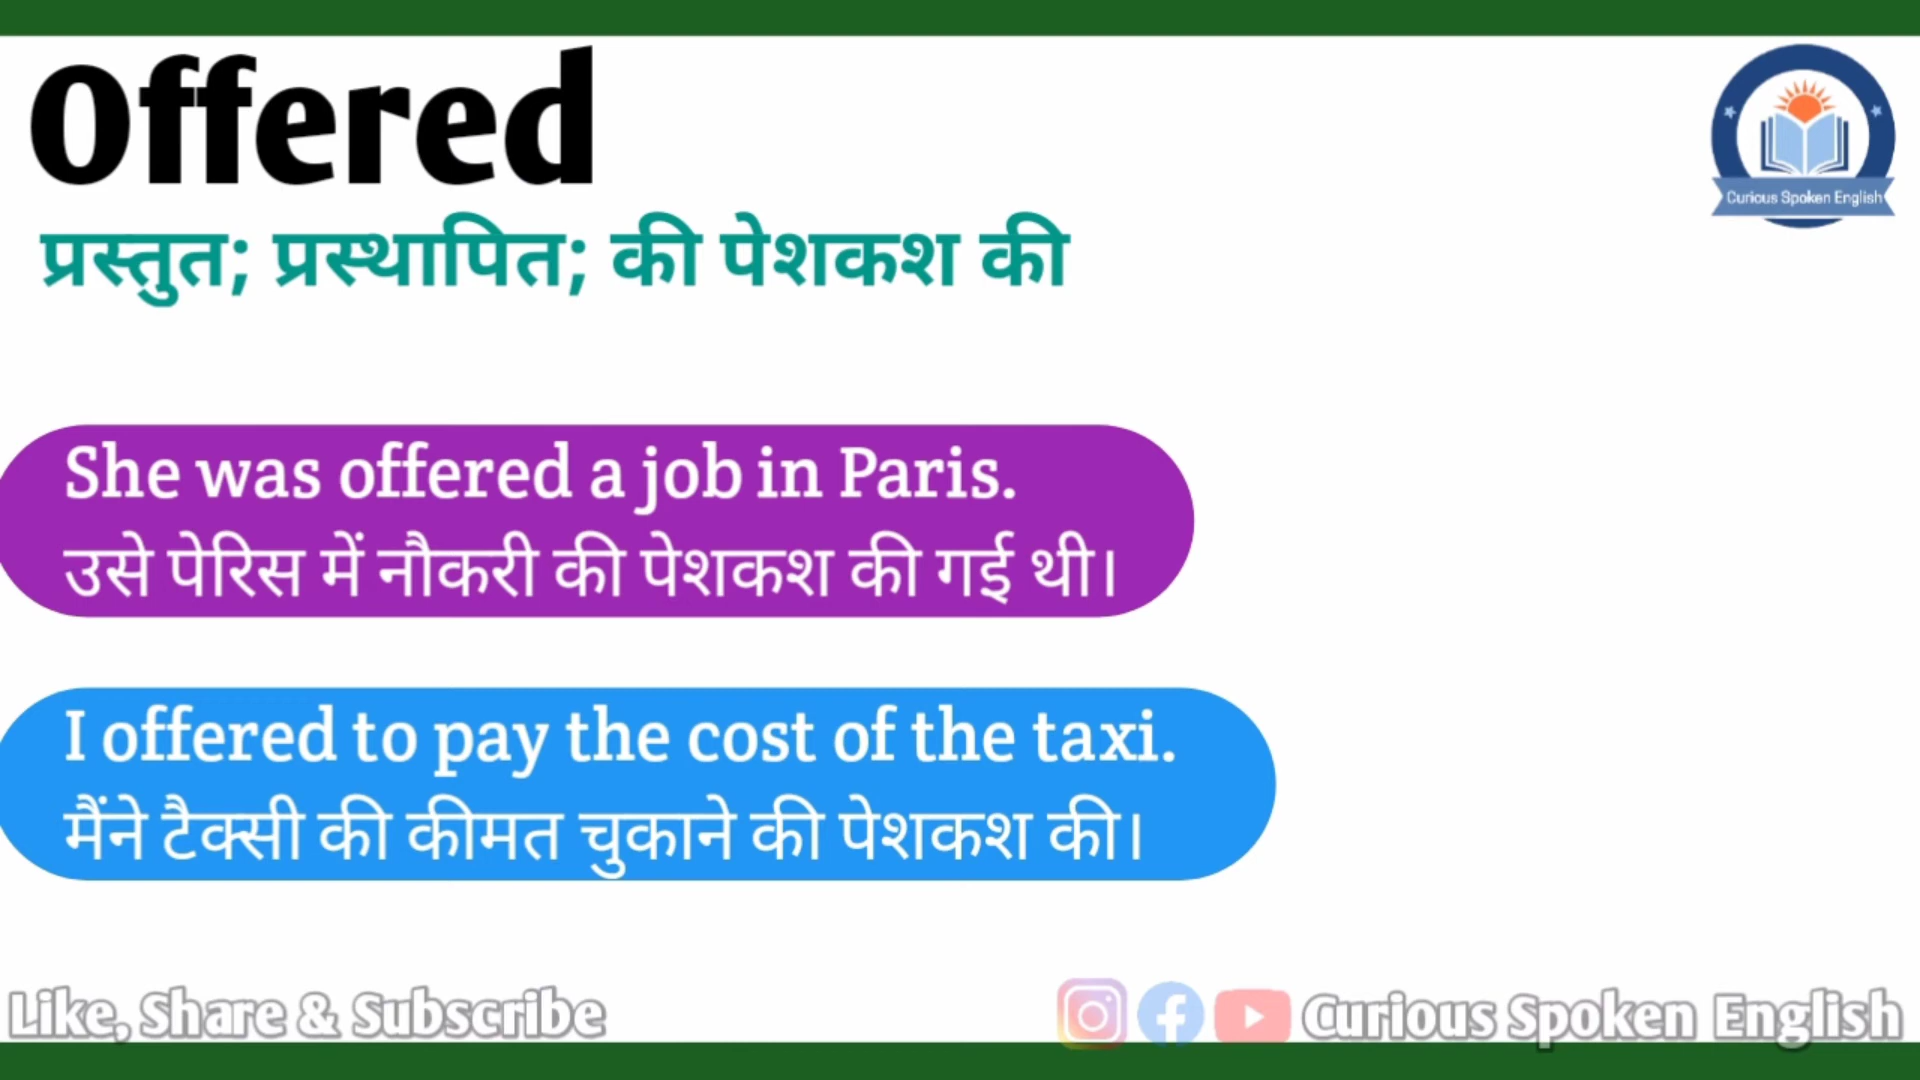 Offered
प्रस्तुत; प्रस्थापित; की पेशकश की
Curious Spoken English
She was offered a job in Paris.
उसे पेरिस में नौकरी की पेशकश की गई थी।
I offered to pay the cost of the taxi.
मैंने टैक्सी की कीमत चुकाने की पेशकश की।
Like, Share & Subscribe
Curious Spoken English